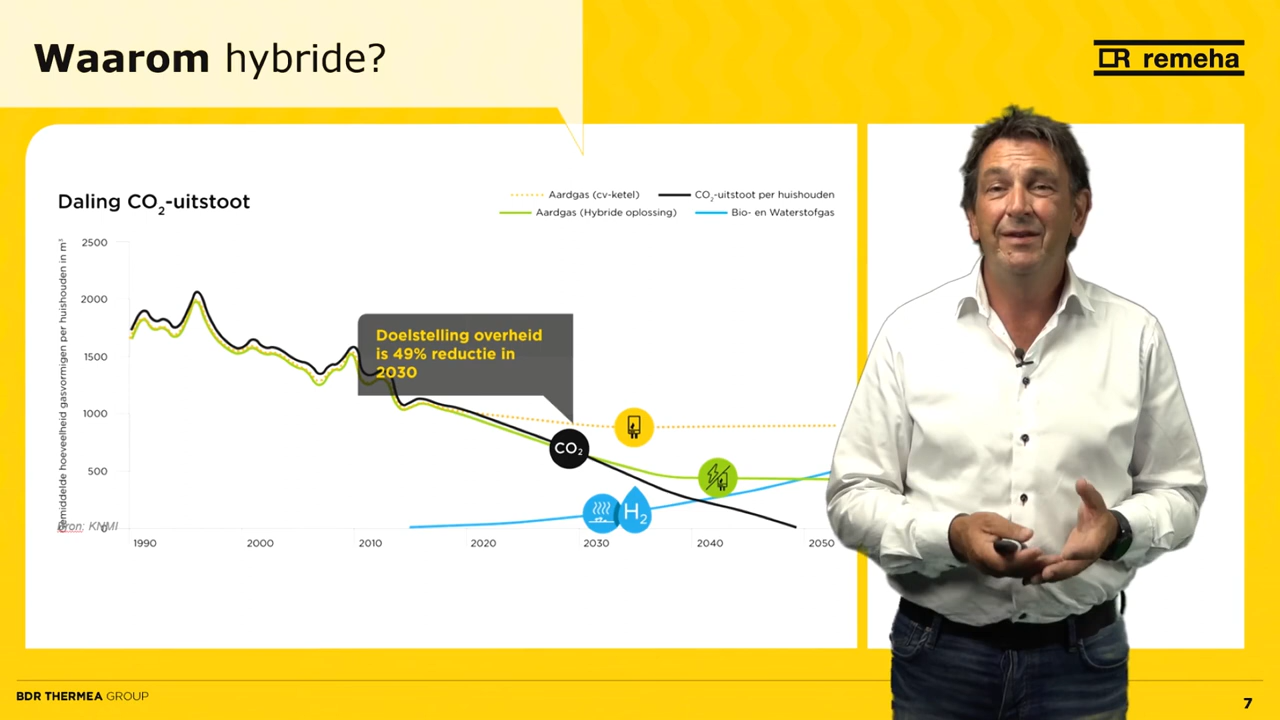 Waarom hybride?
remeha
Daling CO2-uitstoot
Aardgas (cv-ketel)
CO2-uitstoot per huishouden
Aardgas (Hybride oplossing)
Bio- en Waterstofgas
Gemiddelde hoeveelheid gasvormigen per huishouden in m³
2500
2000
1500
1000
500
0
Doelstelling overheid
is 49% reductie in
2030
CO2
H2
Bron: KNMI
1990
2000
2010
2020
2030
2040
2050
BDR THERMEA GROUP
7